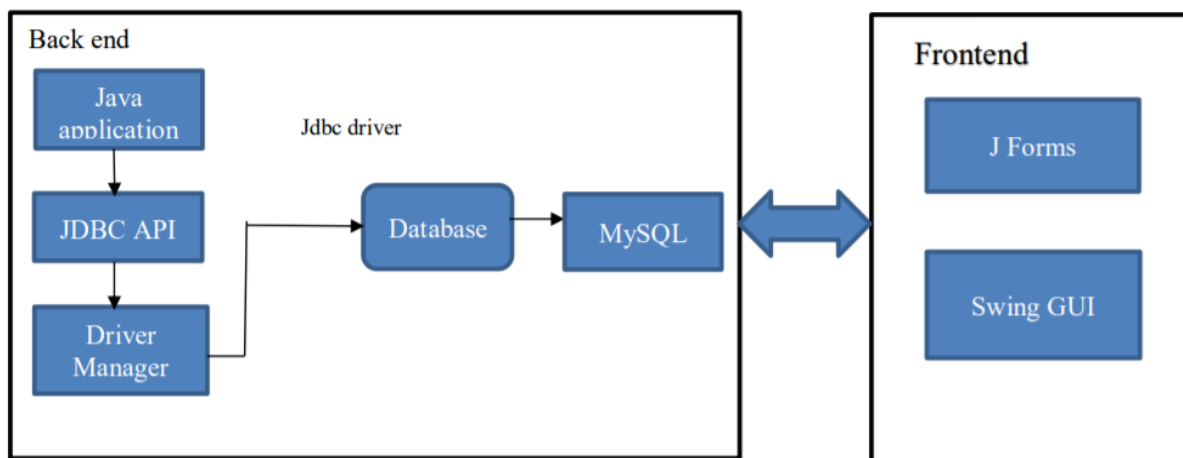 Back end
Java
application
JDBC API
Driver
Manager
Jdbc driver
Database
MySQL
Frontend
J Forms
Swing GUI